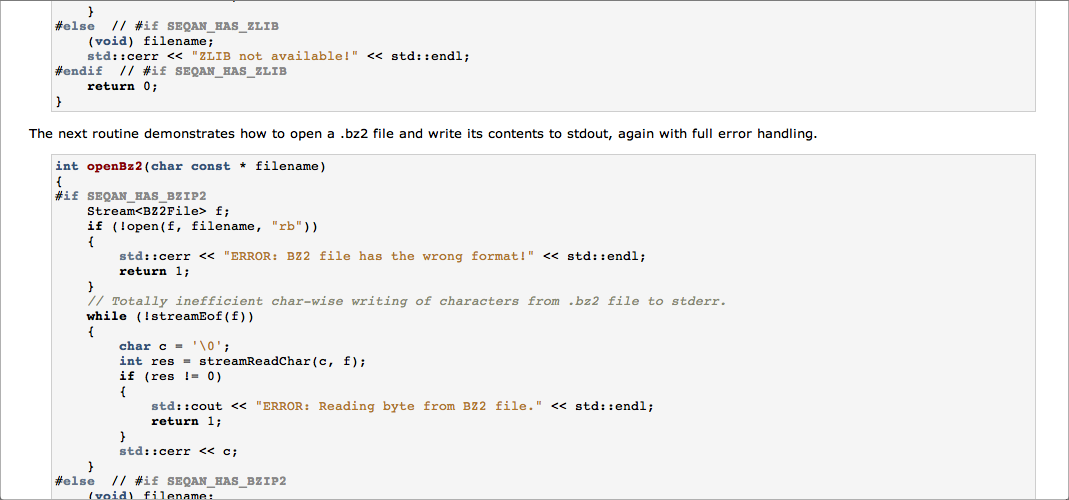 }
#else  // #if SEQAN_HAS_ZLIB
    (void) filename;
    std::cerr << "ZLIB not available!" << std::endl;
#endif  // #if SEQAN_HAS_ZLIB
    return 0;
}
The next routine demonstrates how to open a .bz2 file and write its contents to stdout, again with full error handling.
int openBz2(char const * filename)
{
#if SEQAN_HAS_BZIP2
    Stream<BZ2File> f;
    if (!open(f, filename, "rb"))
    {
        std::cerr << "ERROR: BZ2 file has the wrong format!" << std::endl;
        return 1;
    }
    // Totally inefficient char-wise writing of characters from .bz2 file to stderr.
    while (!streamEof(f))
    {
        char c = '\0';
        int res = streamReadChar(c, f);
        if (res != 0)
        {
            std::cout << "ERROR: Reading byte from BZ2 file." << std::endl;
            return 1;
        }
        std::cerr << c;
    }
#else  // #if SEQAN_HAS_BZIP2
    (void) filename;